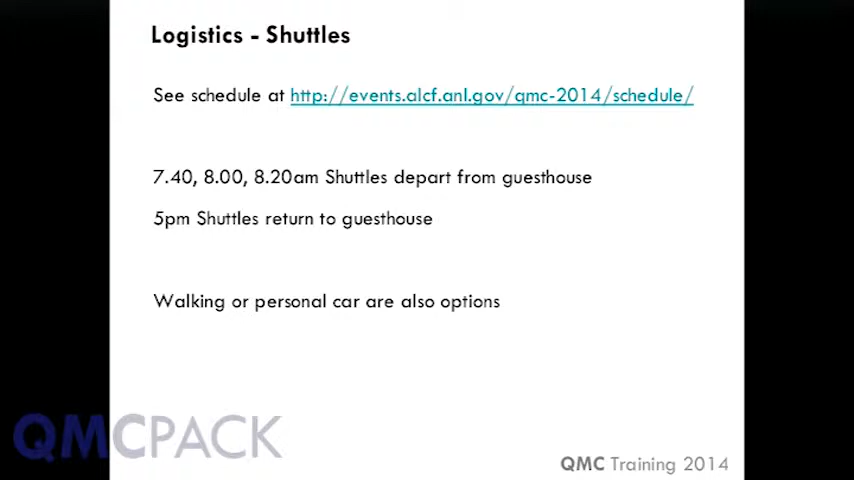 Logistics - Shuttles
See schedule at http://events.alcf.anl.gov/qmc-2014/schedule/
7.40, 8.00, 8.20am Shuttles depart from guesthouse
5pm Shuttles return to guesthouse
Walking or personal car are also options
QMCPACK
QMC Training 2014